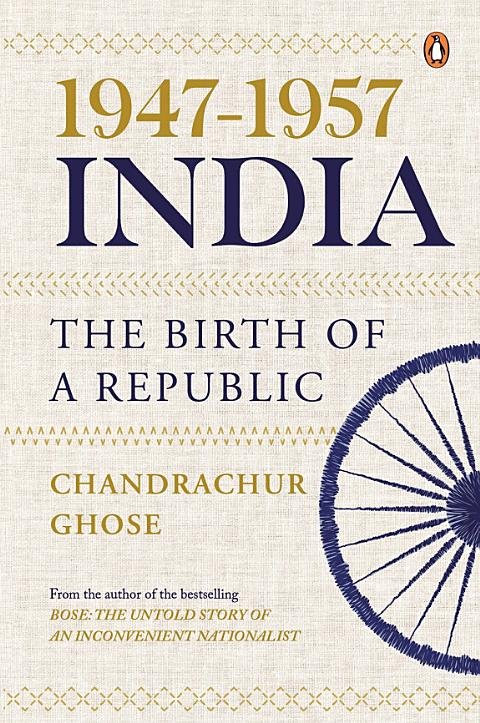 1947–1957
INDIA
THE BIRTH OF
A REPUBLIC
CHANDRACHUR
GHOSE
From the author of the bestselling
BOSE: THE UNTOLD STORY OF
AN INCONVENIENT NATIONALIST